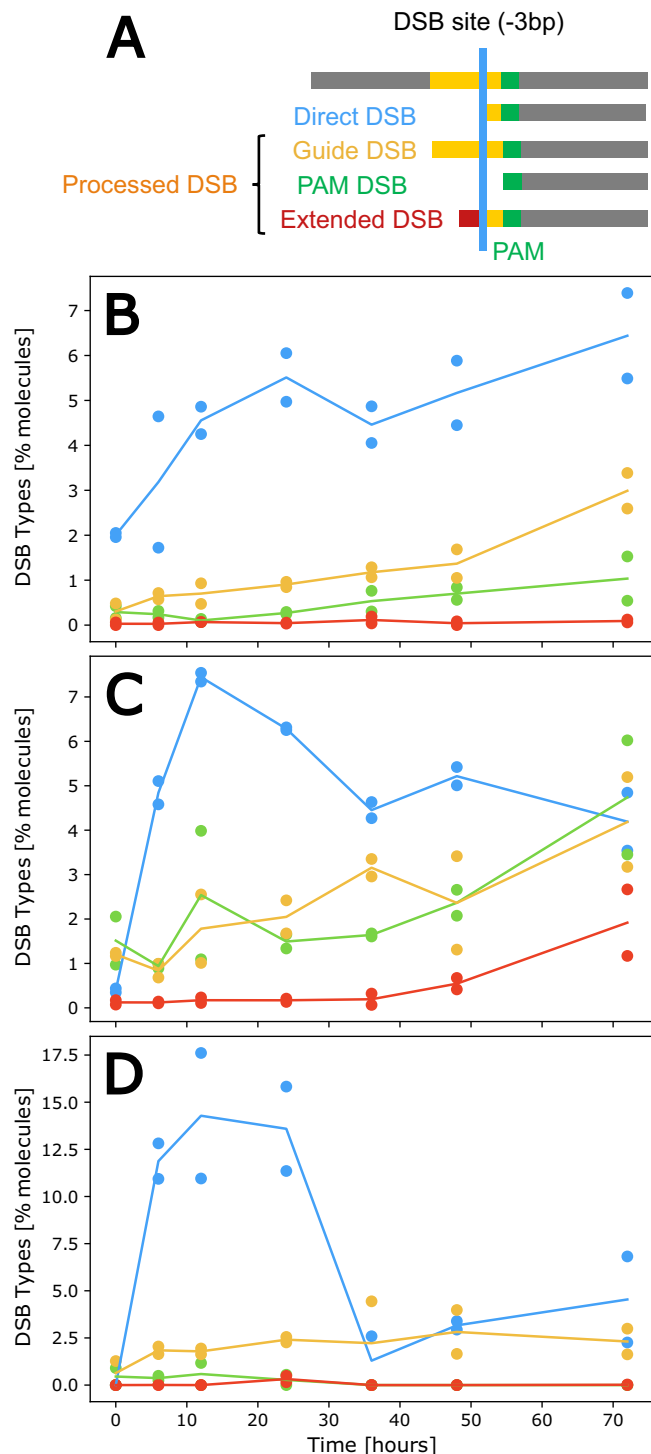 A
DSB site (-3bp)
Direct DSB
Guide DSB
Processed DSB
PAM DSB
Extended DSB
PAM
B
DSB Types [% molecules]
7
6
5
4
3
2
1
0
C
DSB Types [% molecules]
7
6
5
4
3
2
1
0
D
DSB Types [% molecules]
17.5
15.0
12.5
10.0
7.5
5.0
2.5
0.0
0 10 20 30 40 50 60 70
Time [hours]